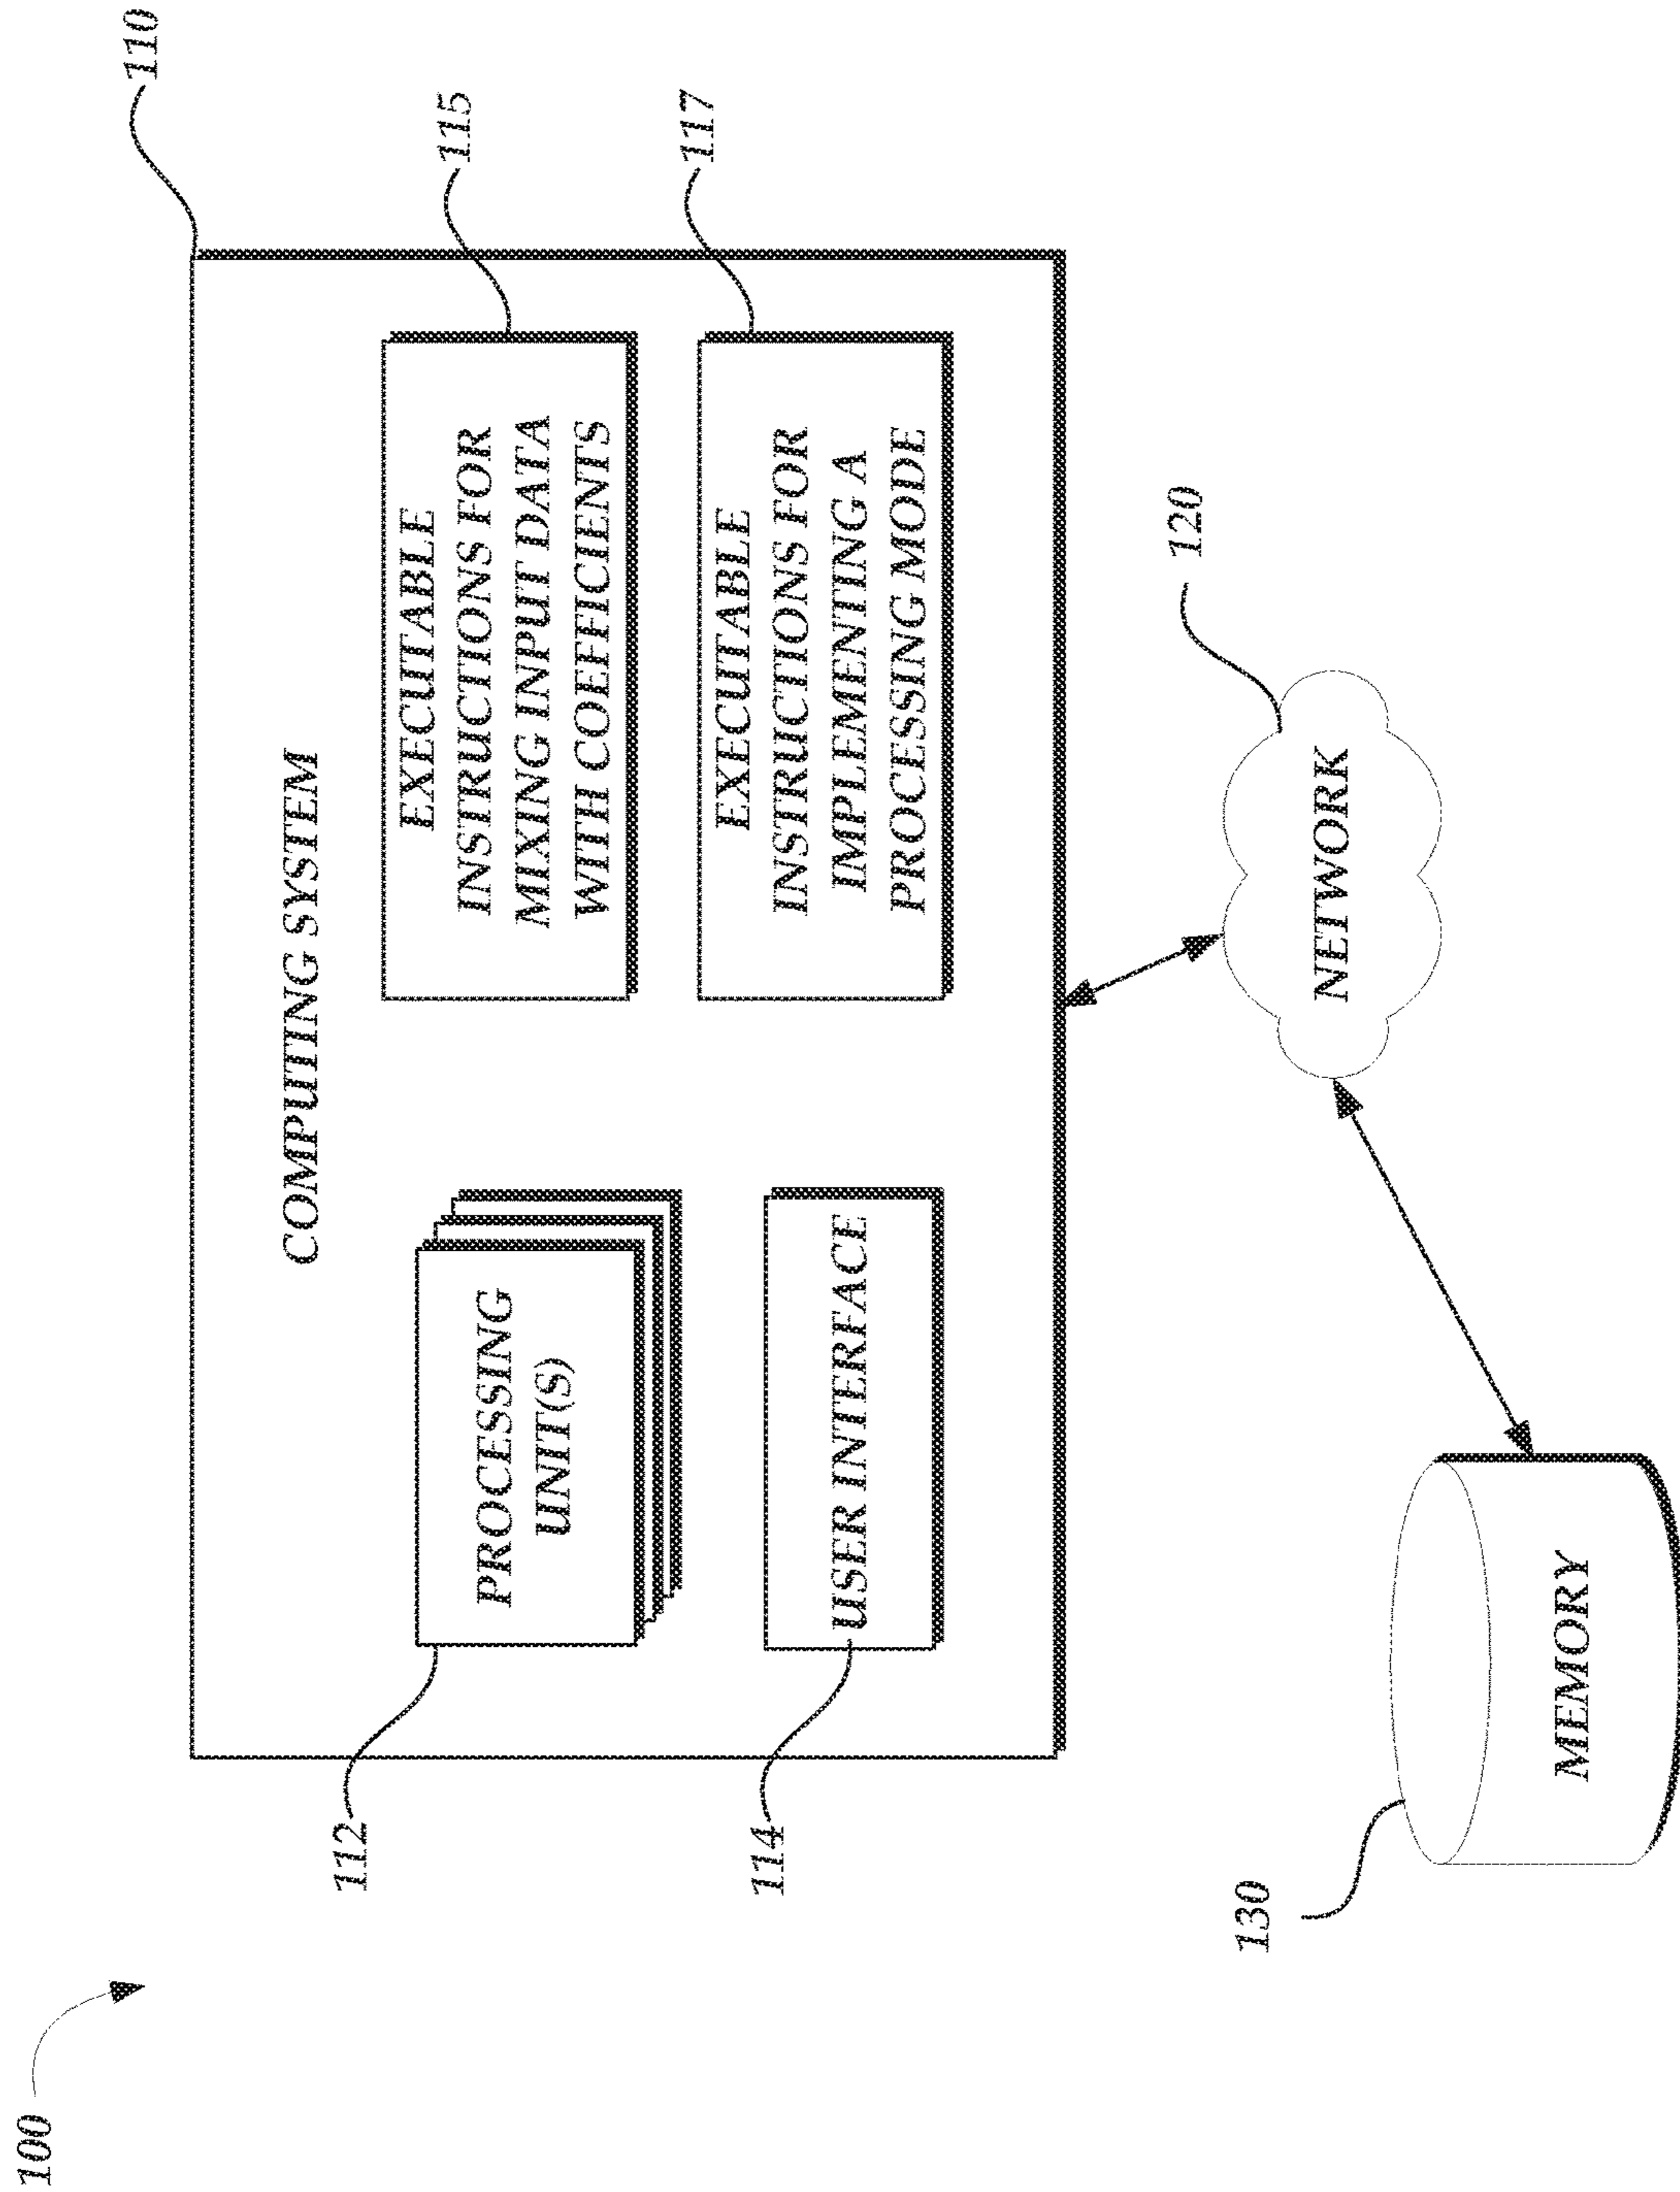 100
110
COMPUTING SYSTEM
112
PROCESSING
UNIT(S)
EXECUTABLE
INSTRUCTIONS FOR
MIXING INPUT DATA
WITH COEFFICIENTS
115
114
USER INTERFACE
EXECUTABLE
INSTRUCTIONS FOR
IMPLEMENTING A
PROCESSING MODE
117
120
NETWORK
130
MEMORY